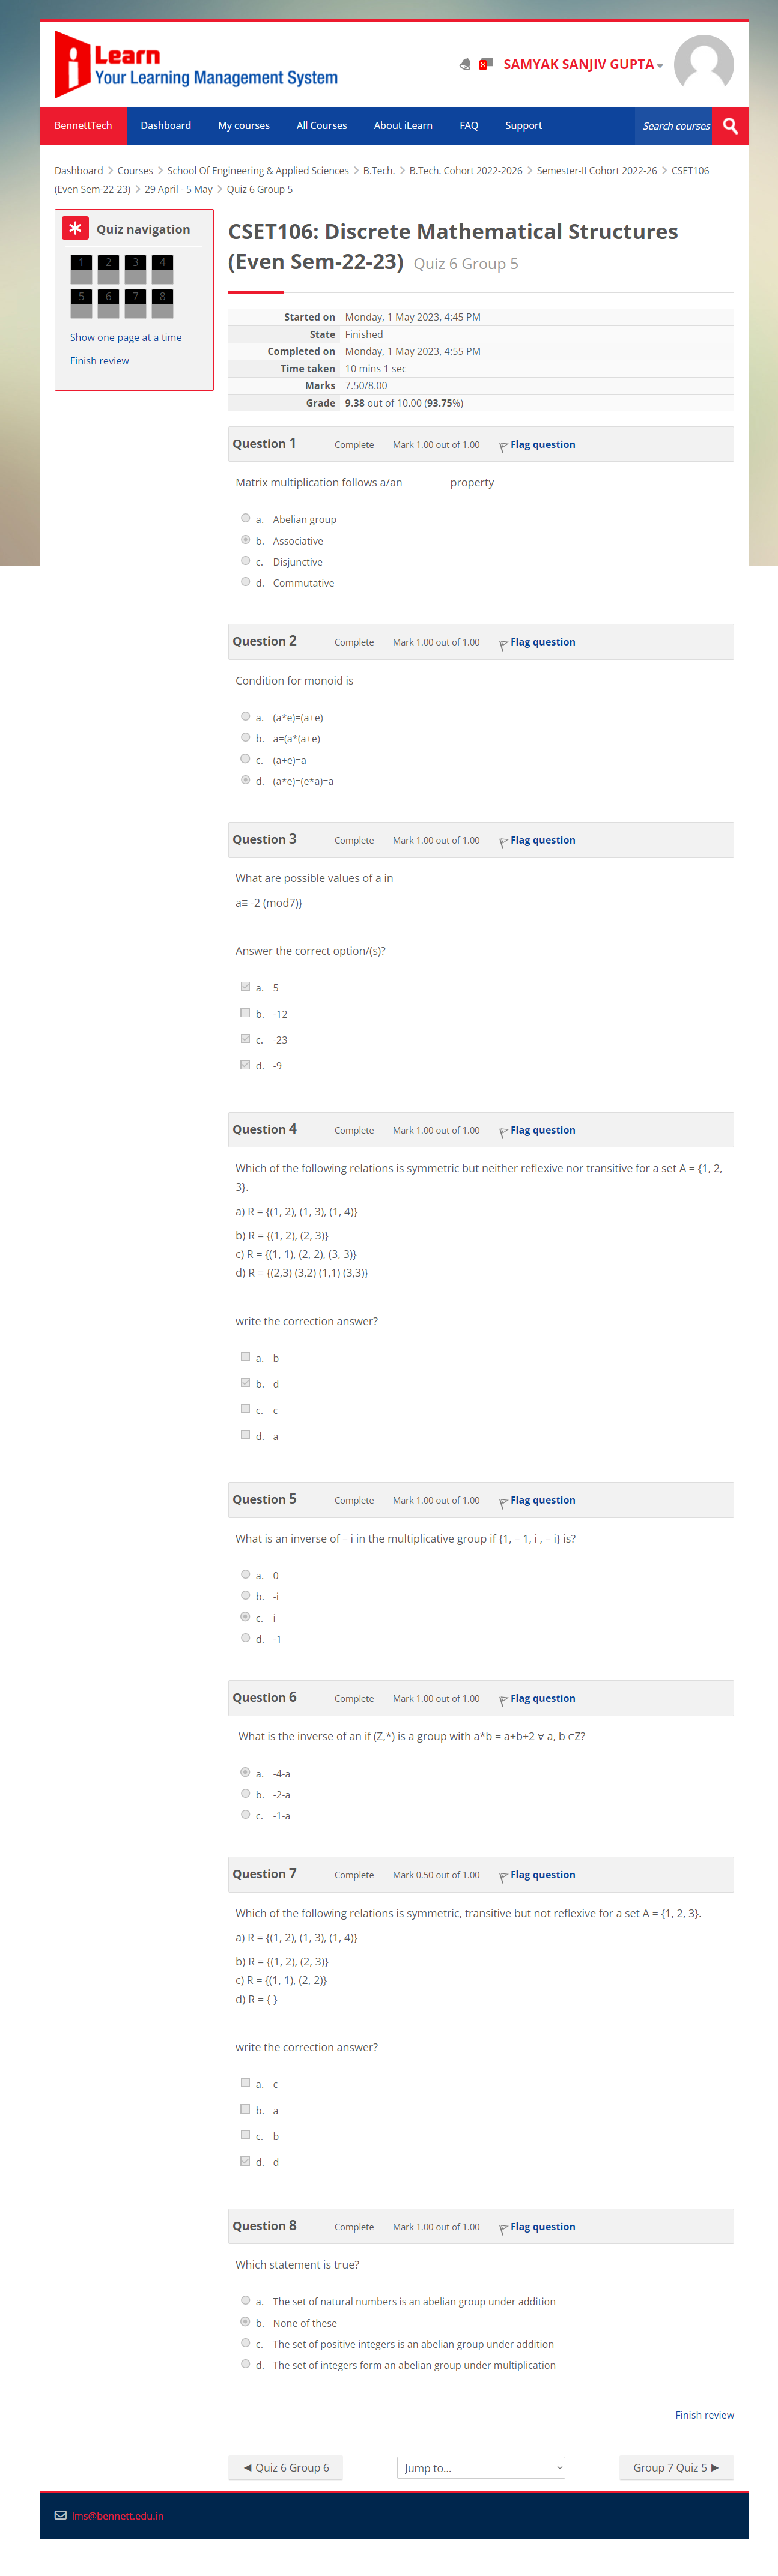 Learn
Your Learning Management System
8
SAMYAK SANJIV GUPTA
BennettTech
Dashboard
My courses
All Courses
About iLearn
FAQ
Support
Search courses
Dashboard > Courses > School Of Engineering & Applied Sciences > B.Tech. > B.Tech. Cohort 2022-2026 > Semester-II Cohort 2022-26 > CSET106
(Even Sem-22-23) > 29 April - 5 May > Quiz 6 Group 5
Quiz navigation
1 2 3 4
5 6 7 8
Show one page at a time
Finish review
CSET106: Discrete Mathematical Structures
(Even Sem-22-23) Quiz 6 Group 5
Started on Monday, 1 May 2023, 4:45 PM
State Finished
Completed on Monday, 1 May 2023, 4:55 PM
Time taken 10 mins 1 sec
Marks 7.50/8.00
Grade 9.38 out of 10.00 (93.75%)
Question 1 Complete Mark 1.00 out of 1.00 Flag question
Matrix multiplication follows a/an ________ property
a. Abelian group
b. Associative
c. Disjunctive
d. Commutative
Question 2 Complete Mark 1.00 out of 1.00 Flag question
Condition for monoid is _________
a. (a*e)=(a+e)
b. a=(a*(a+e)
c. (a+e)=a
d. (a*e)=(e*a)=a
Question 3 Complete Mark 1.00 out of 1.00 Flag question
What are possible values of a in
a≡ -2 (mod7)}
Answer the correct option/(s)?
a. 5
b. -12
c. -23
d. -9
Question 4 Complete Mark 1.00 out of 1.00 Flag question
Which of the following relations is symmetric but neither reflexive nor transitive for a set A = {1, 2,
3}.
a) R = {(1, 2), (1, 3), (1, 4)}
b) R = {(1, 2), (2, 3)}
c) R = {(1, 1), (2, 2), (3, 3)}
d) R = {(2,3) (3,2) (1,1) (3,3)}
write the correction answer?
a. b
b. d
c. c
d. a
Question 5 Complete Mark 1.00 out of 1.00 Flag question
What is an inverse of – i in the multiplicative group if {1, – 1, i , – i} is?
a. 0
b. -i
c. i
d. -1
Question 6 Complete Mark 1.00 out of 1.00 Flag question
What is the inverse of an if (Z,*) is a group with a*b = a+b+2 ∀ a, b ∈Z?
a. -4-a
b. -2-a
c. -1-a
Question 7 Complete Mark 0.50 out of 1.00 Flag question
Which of the following relations is symmetric, transitive but not reflexive for a set A = {1, 2, 3}.
a) R = {(1, 2), (1, 3), (1, 4)}
b) R = {(1, 2), (2, 3)}
c) R = {(1, 1), (2, 2)}
d) R = { }
write the correction answer?
a. c
b. a
c. b
d. d
Question 8 Complete Mark 1.00 out of 1.00 Flag question
Which statement is true?
a. The set of natural numbers is an abelian group under addition
b. None of these
c. The set of positive integers is an abelian group under addition
d. The set of integers form an abelian group under multiplication
Finish review
◄ Quiz 6 Group 6
Jump to...
Group 7 Quiz 5 ►
lms@bennett.edu.in